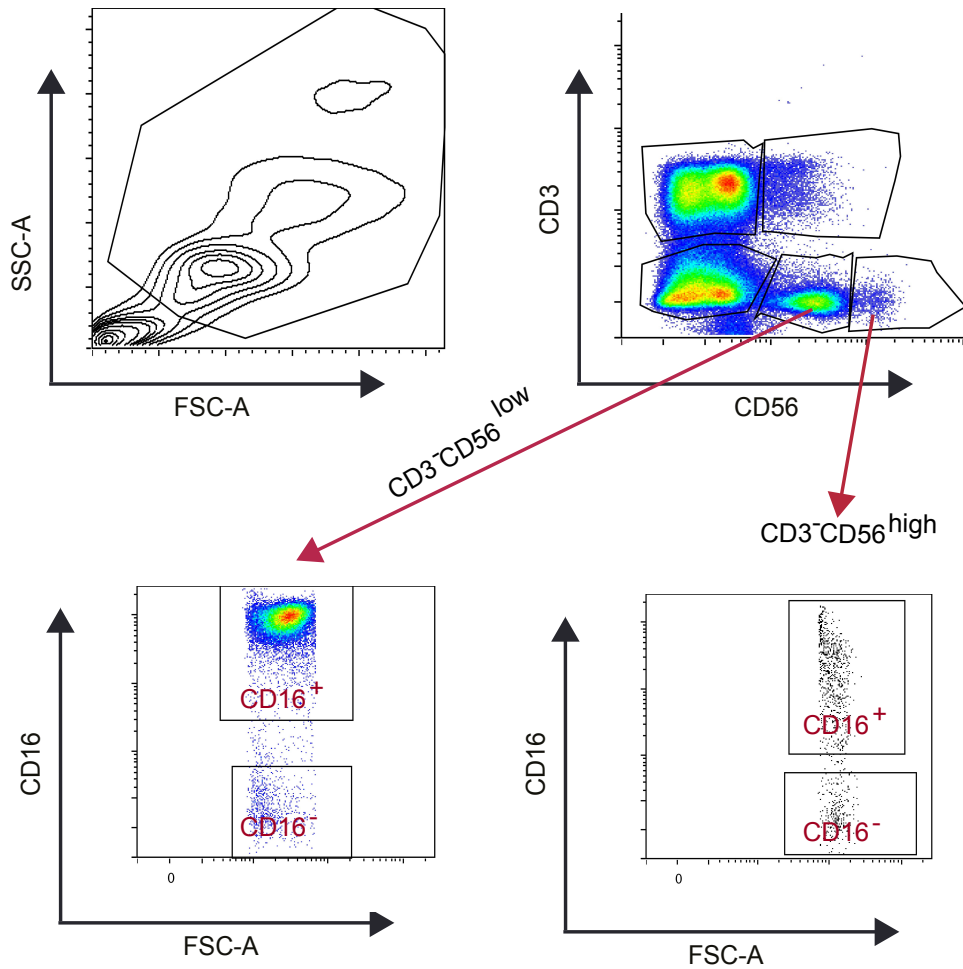 SSC-A
FSC-A
CD3
CD56
CD3⁻CD56low
CD3⁻CD56high
CD16
CD16+
CD16-
0
FSC-A
CD16
CD16+
CD16-
0
FSC-A